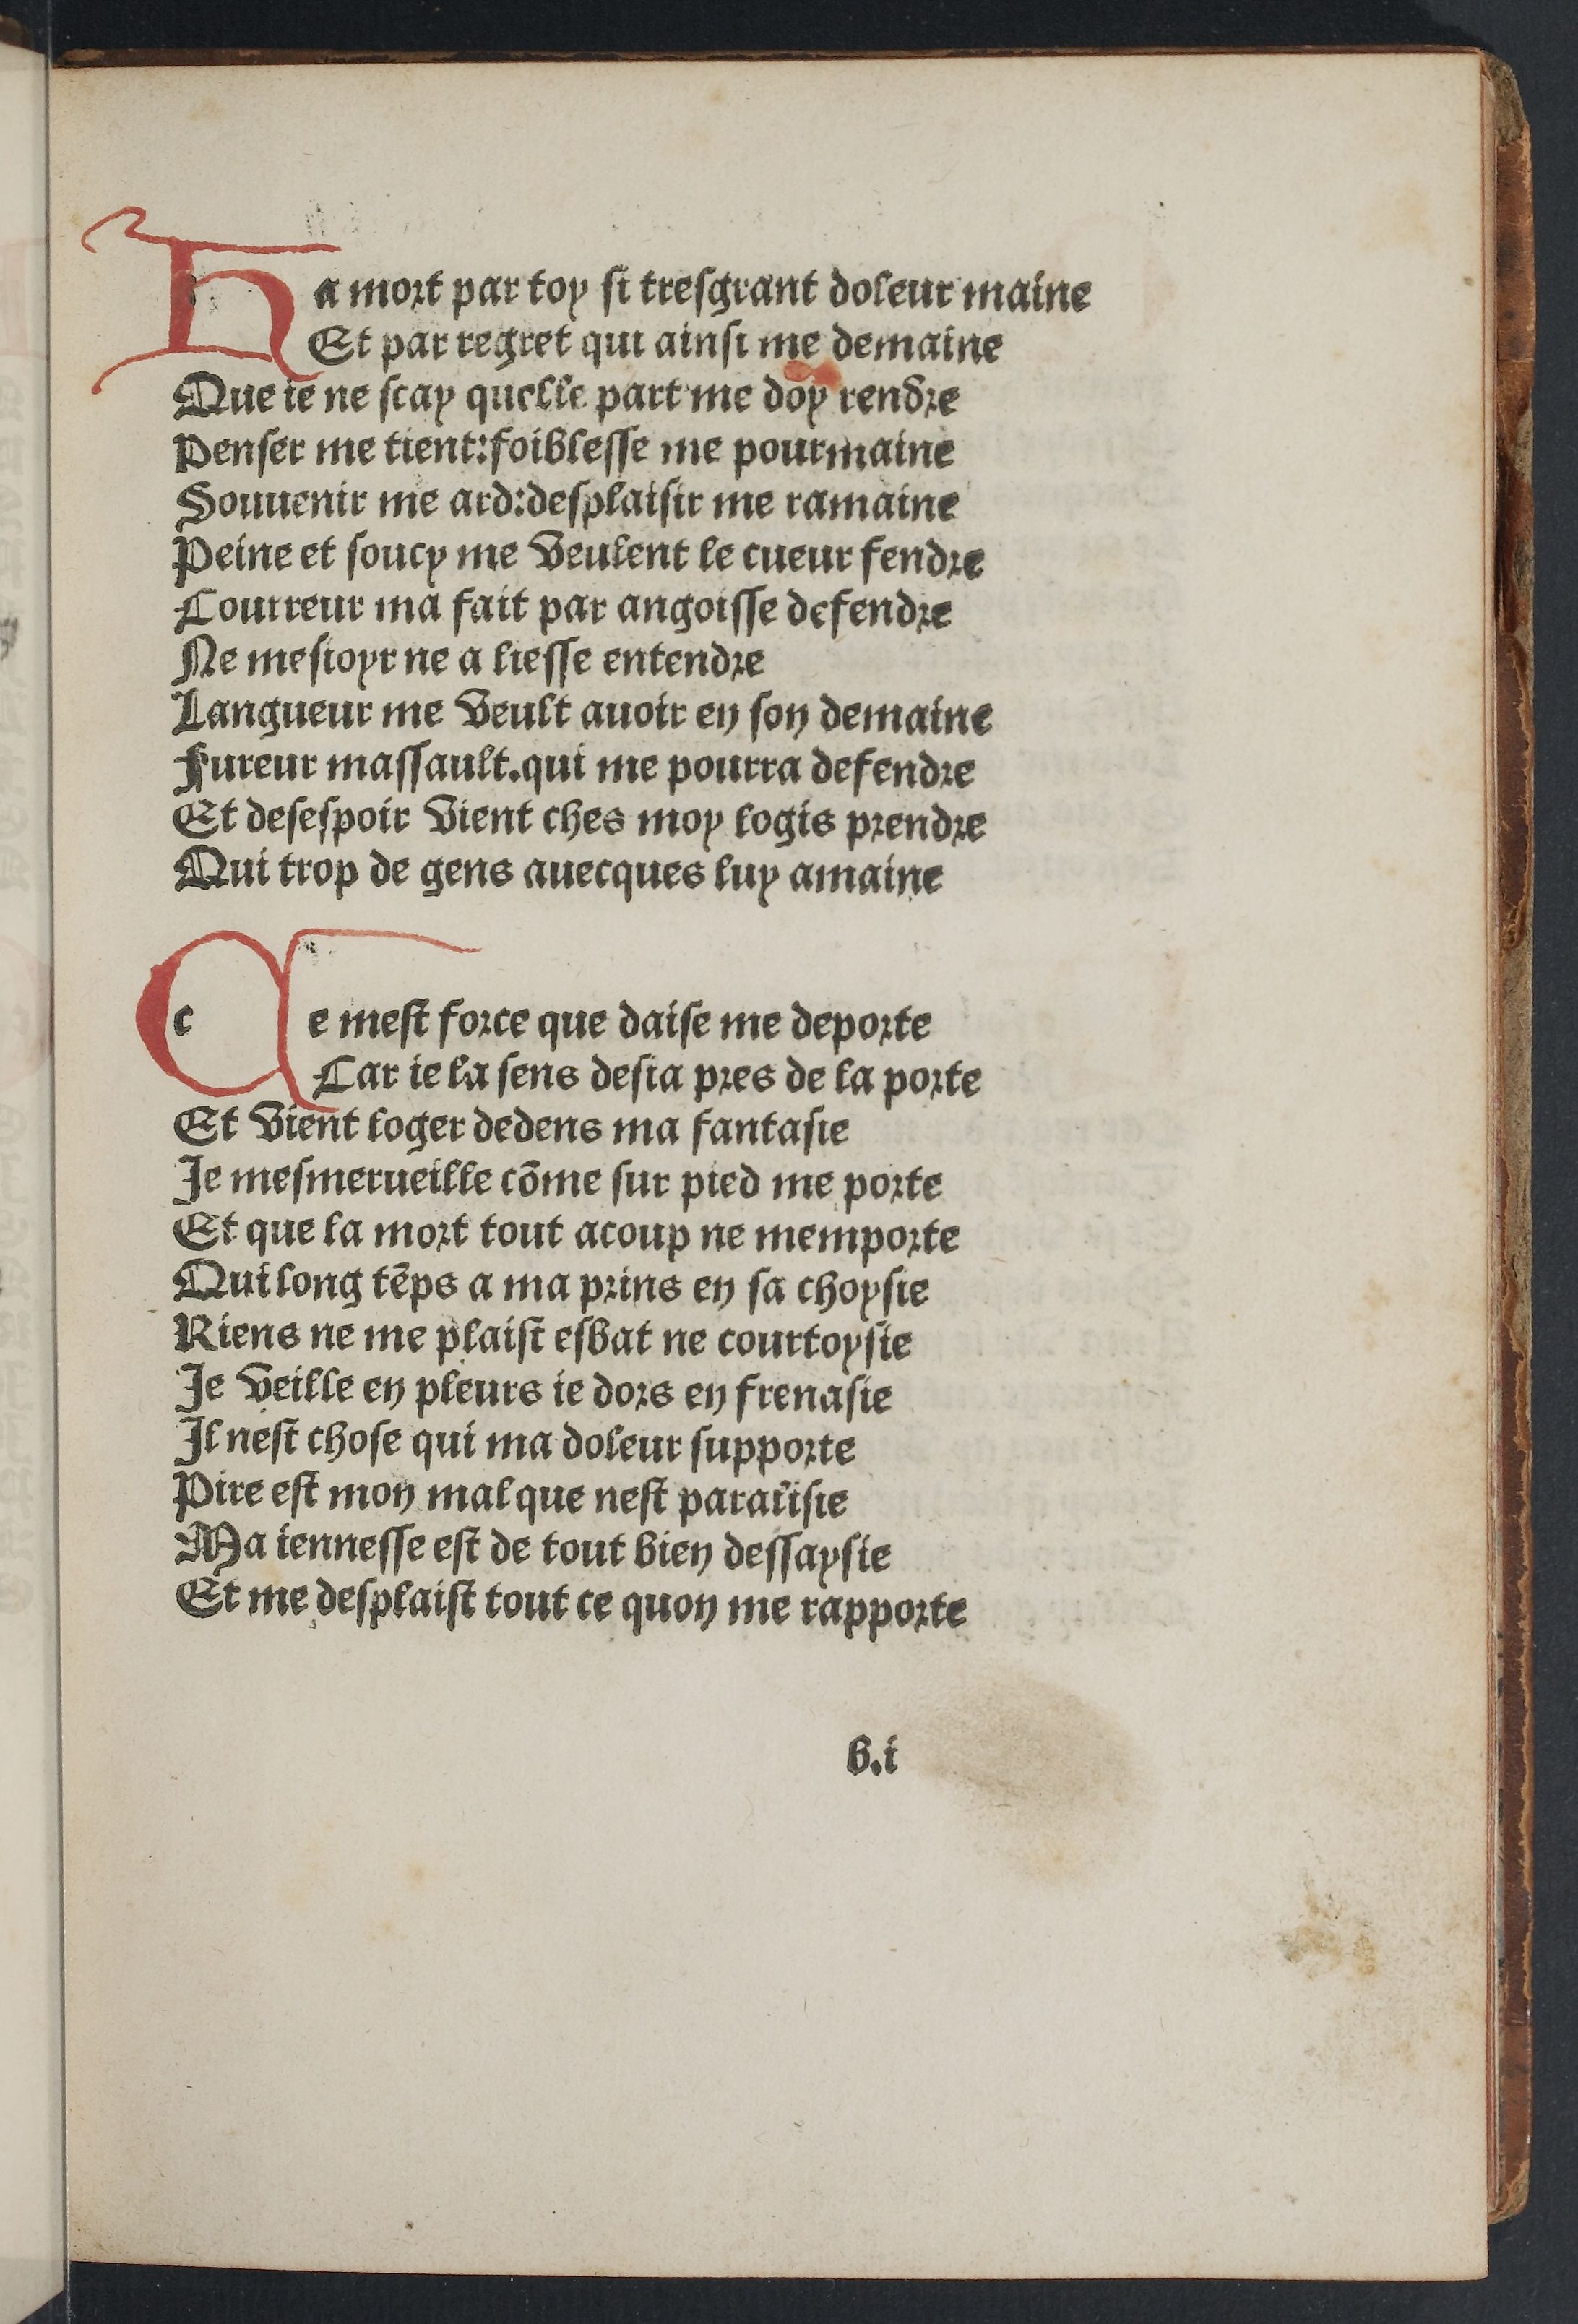 Ha mort par toy si tresgrant doleur maine
Et par regret qui ainsi me demaine
Que ie ne scay quelle part me doy rendre
Penser me tient:foiblesse me pourmaine
Souuenir me ard:desplaisir me ramaine
Peine et soucy me veulent le cueur fendre
Courreur ma fait par angoisse defendre
Ne mesioyr ne a liesse entendre
Langueur me veult auoir en son demaine
Fureur massault.qui me pourra defendre
Et desespoir vient ches moy logis prendre
Qui trop de gens auecques luy amaine
Ce mest force que daise me deporte
Car ie la sens desia pres de la porte
Et vient loger dedens ma fantasie
Je mesmerueille cōme sur pied me porte
Et que la mort tout acoup ne memporte
Qui long tēps a ma prins en sa choysie
Riens ne me plaist esbat ne courtoysie
Je veille en pleurs ie dors en frenasie
Il nest chose qui ma doleur supporte
Pire est mon mal que nest
Ma iennesse est de tout bien dessaysie
Et me desplaist tout ce quon me rapporte
b.i